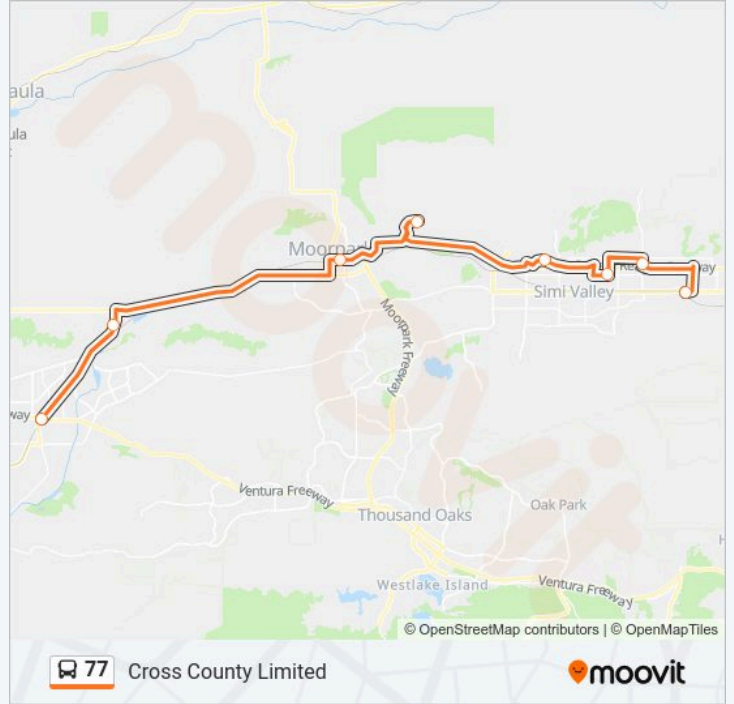 aula
ula
Moorpark
Simi Valley
way
way
Moorpark Freeway
Ventura Freeway
Thousand Oaks
Oak Park
H
Westlake Island
Ventura Freeway
© OpenStreetMap contributors | © OpenMapTiles
77 Cross County Limited
moovit